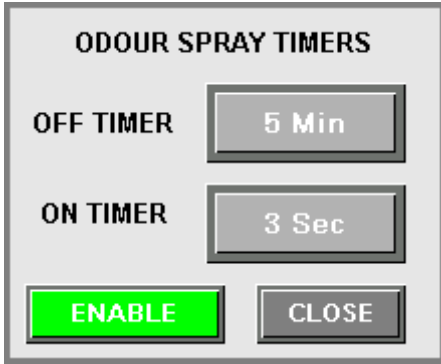 ODOUR SPRAY TIMERS
OFF TIMER 5 Min
ON TIMER 3 Sec
ENABLE CLOSE